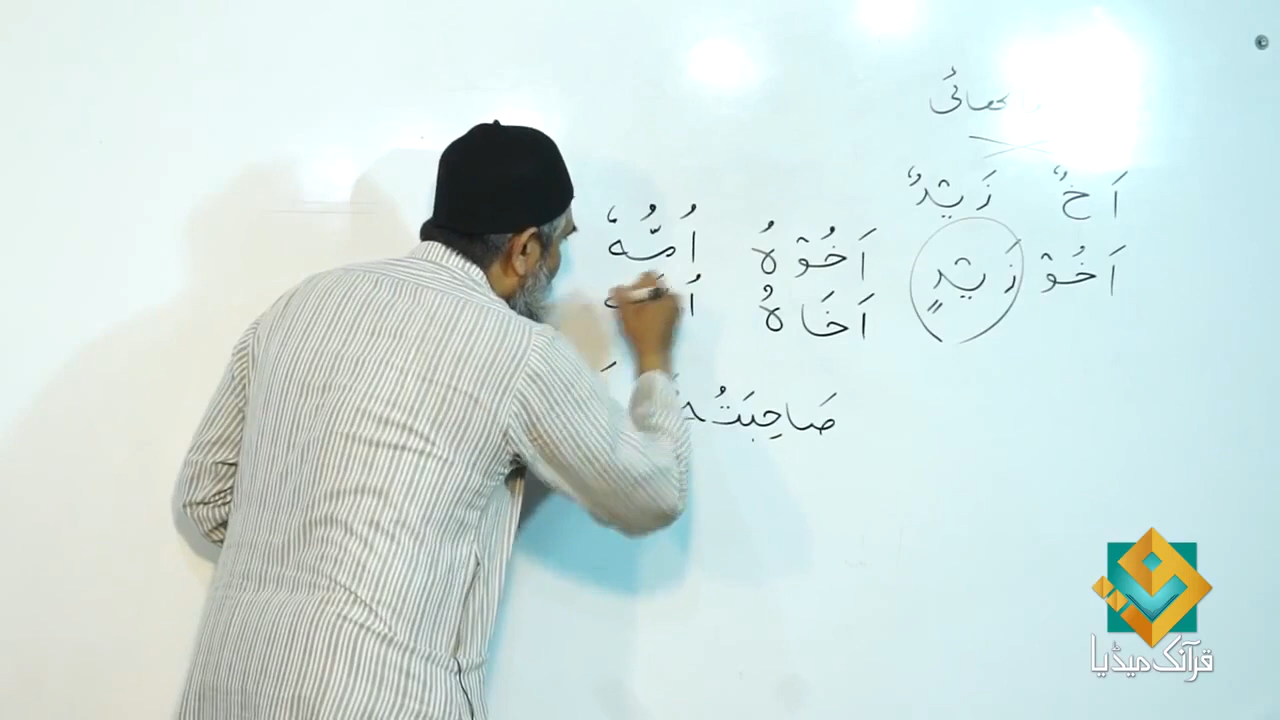 اَخٌ زَیْدٌ
اَخُوْ زَیْدٍ اَخُوْهُ اُمُّهٗ
اَخَاهُ
صَاحِبَتُهٗ
قرآنک میڈیا